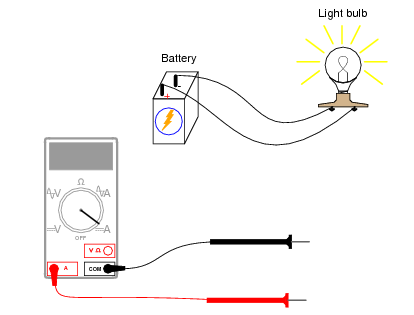 Light bulb
Battery
-
+
Ω
V A
V A
OFF
V Ω
A COM